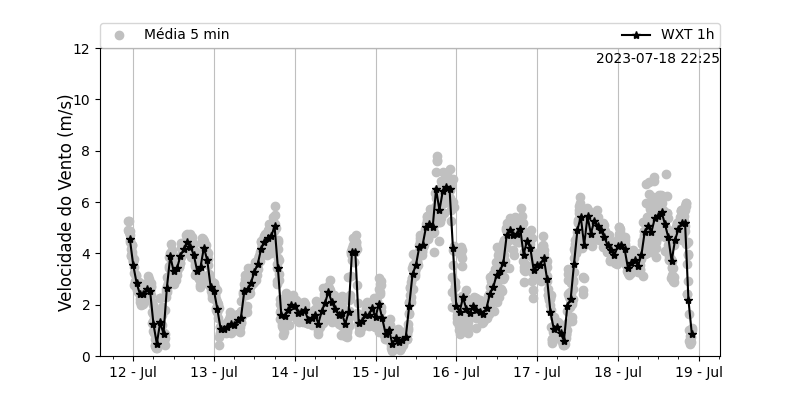 Média 5 min
WXT 1h
2023-07-18 22:25
Velocidade do Vento (m/s)
12
10
8
6
4
2
0
12 - Jul
13 - Jul
14 - Jul
15 - Jul
16 - Jul
17 - Jul
18 - Jul
19 - Jul